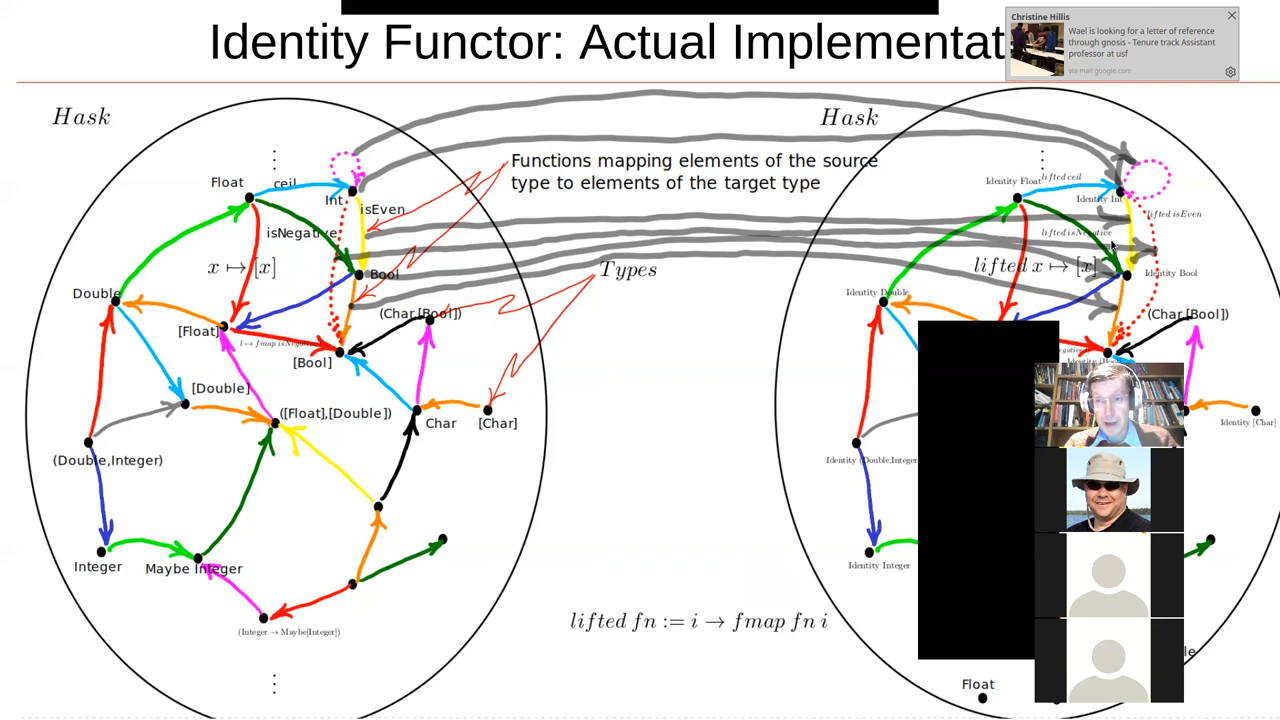 Identity Functor: Actual Implementat
Christine Hillis
Wael is looking for a letter of reference
through gnosis - Tenure track Assistant
professor at usf
via mail.google.com
Hask
Hask
Functions mapping elements of the source
type to elements of the target type
Float
ceil
Int
isEven
isNegative
x ↦ [x]
Bool
Types
Double
(Char,[Bool])
[Float]
l ↦ fmap isNegative l
[Bool]
[Double]
([Float],[Double])
Char
[Char]
(Double,Integer)
Integer
Maybe Integer
(Integer → Maybe[Integer])
lifted fn := i → fmap fn i
Identity Float
lifted ceil
Identity Int
lifted isEven
lifted isNegative
lifted x ↦ [x]
Identity Bool
Identity Double
(Char[Bool])
Identity [Char]
Identity (Double,Integer
Identity Integer
Float